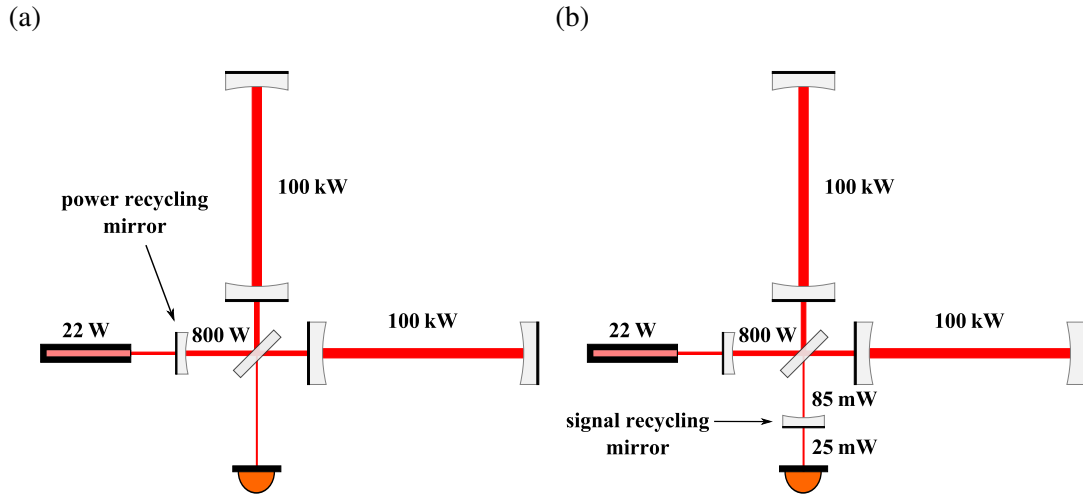 (a)
(b)
100 kW
power recycling
mirror
22 W
800 W
100 kW
100 kW
22 W
800 W
100 kW
85 mW
signal recycling
mirror
25 mW